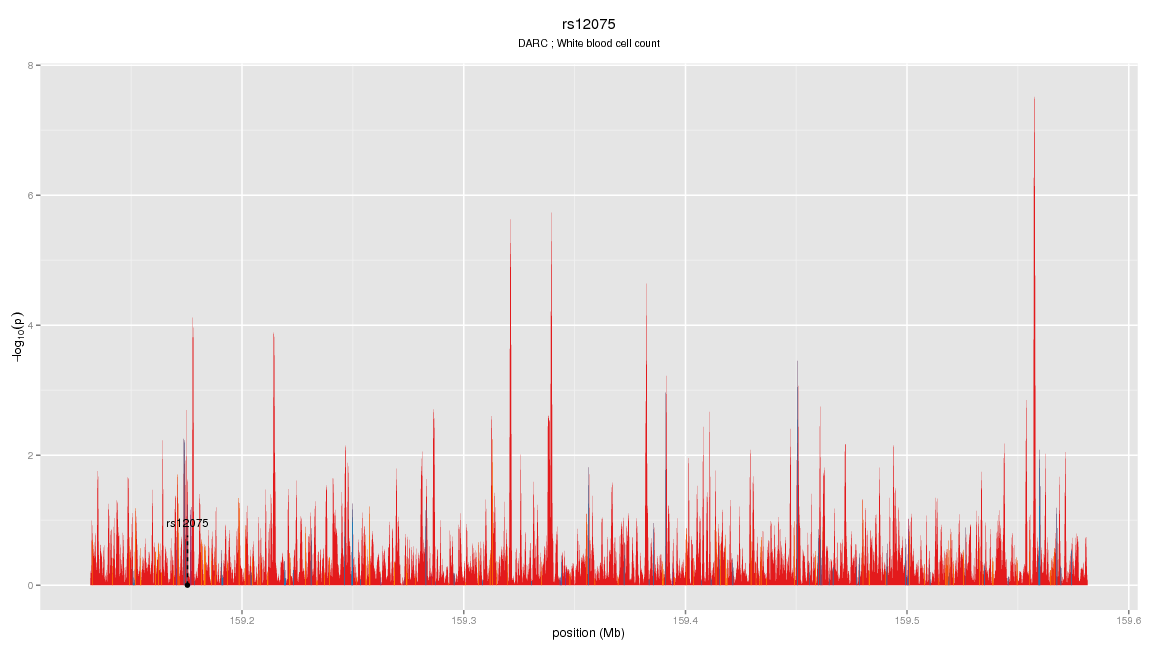 rs12075
DARC ; White blood cell count
8
6
4
2
0
-log10(p)
rs12075
159.2 159.3 159.4 159.5 159.6
position (Mb)